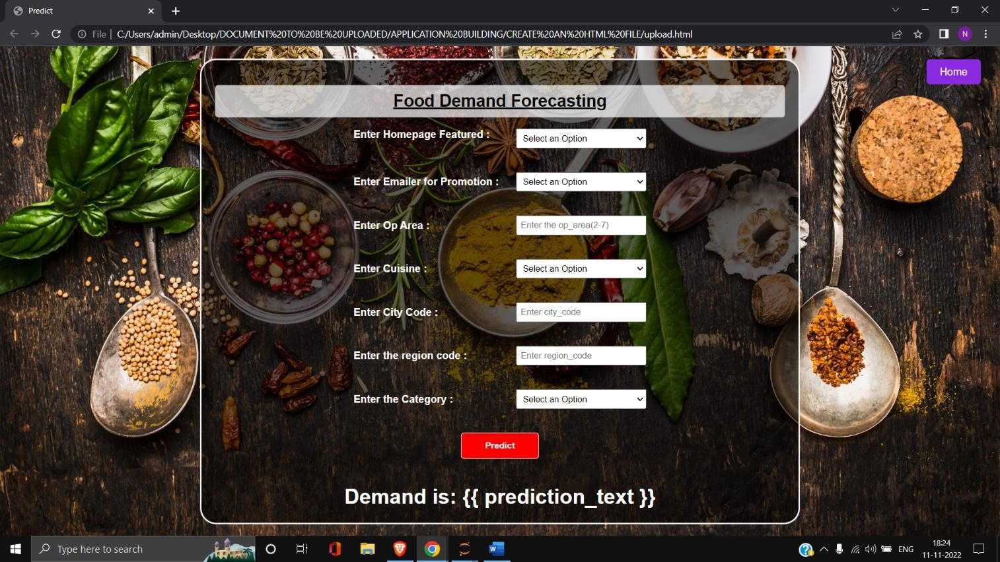 Predict
File
C:/Users/admin/Desktop/DOCUMENT%20TO%20BE%20UPLOADED/APPLICATION%20BUILDING/CREATE%20AN%20HTML%20FILE/upload.html
N
Home
Food Demand Forecasting
Enter Homepage Featured : Select an Option
Enter Emailer for Promotion : Select an Option
Enter Op Area : Enter the op_area(2-7)
Enter Cuisine : Select an Option
Enter City Code : Enter city_code
Enter the region code : Enter region_code
Enter the Category : Select an Option
Predict
Demand is: {{ prediction_text }}
Type here to search
W
ENG
18:24
11-11-2022